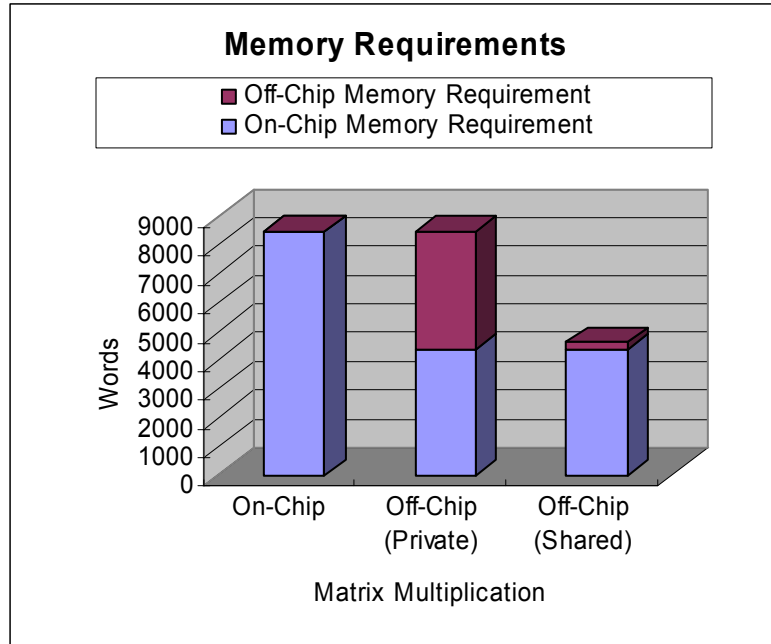 Memory Requirements
Off-Chip Memory Requirement
On-Chip Memory Requirement
9000
8000
7000
6000
5000
4000
3000
2000
1000
0
Words
On-Chip
Off-Chip
(Private)
Off-Chip
(Shared)
Matrix Multiplication